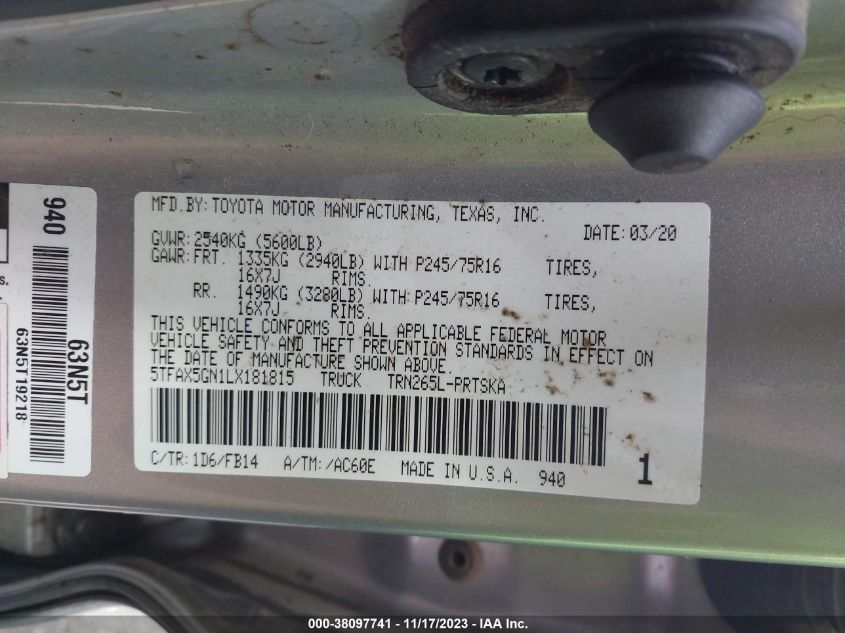 MFD.BY: TOYOTA MOTOR MANUFACTURING, TEXAS, INC.
DATE: 03/20
GVWR: 2540KG (5600LB)
GAWR: FRT. 1335KG (2940LB) WITH P245/75R16 TIRES,
16X7J RIMS.
RR. 1490KG (3280LB) WITH P245/75R16 TIRES,
16X7J RIMS.
THIS VEHICLE CONFORMS TO ALL APPLICABLE FEDERAL MOTOR
VEHICLE SAFETY AND THEFT PREVENTION STANDARDS IN EFFECT ON
THE DATE OF MANUFACTURE SHOWN ABOVE.
5TFAX5GN1LX181815 TRUCK TRN265L-PRTSKA
C/TR: 1D6/FB14 A/TM: /AC60E MADE IN U.S.A. 940
1
940
63N5T
63N5T19218
s.
000-38097741 - 11/17/2023 - IAA Inc.